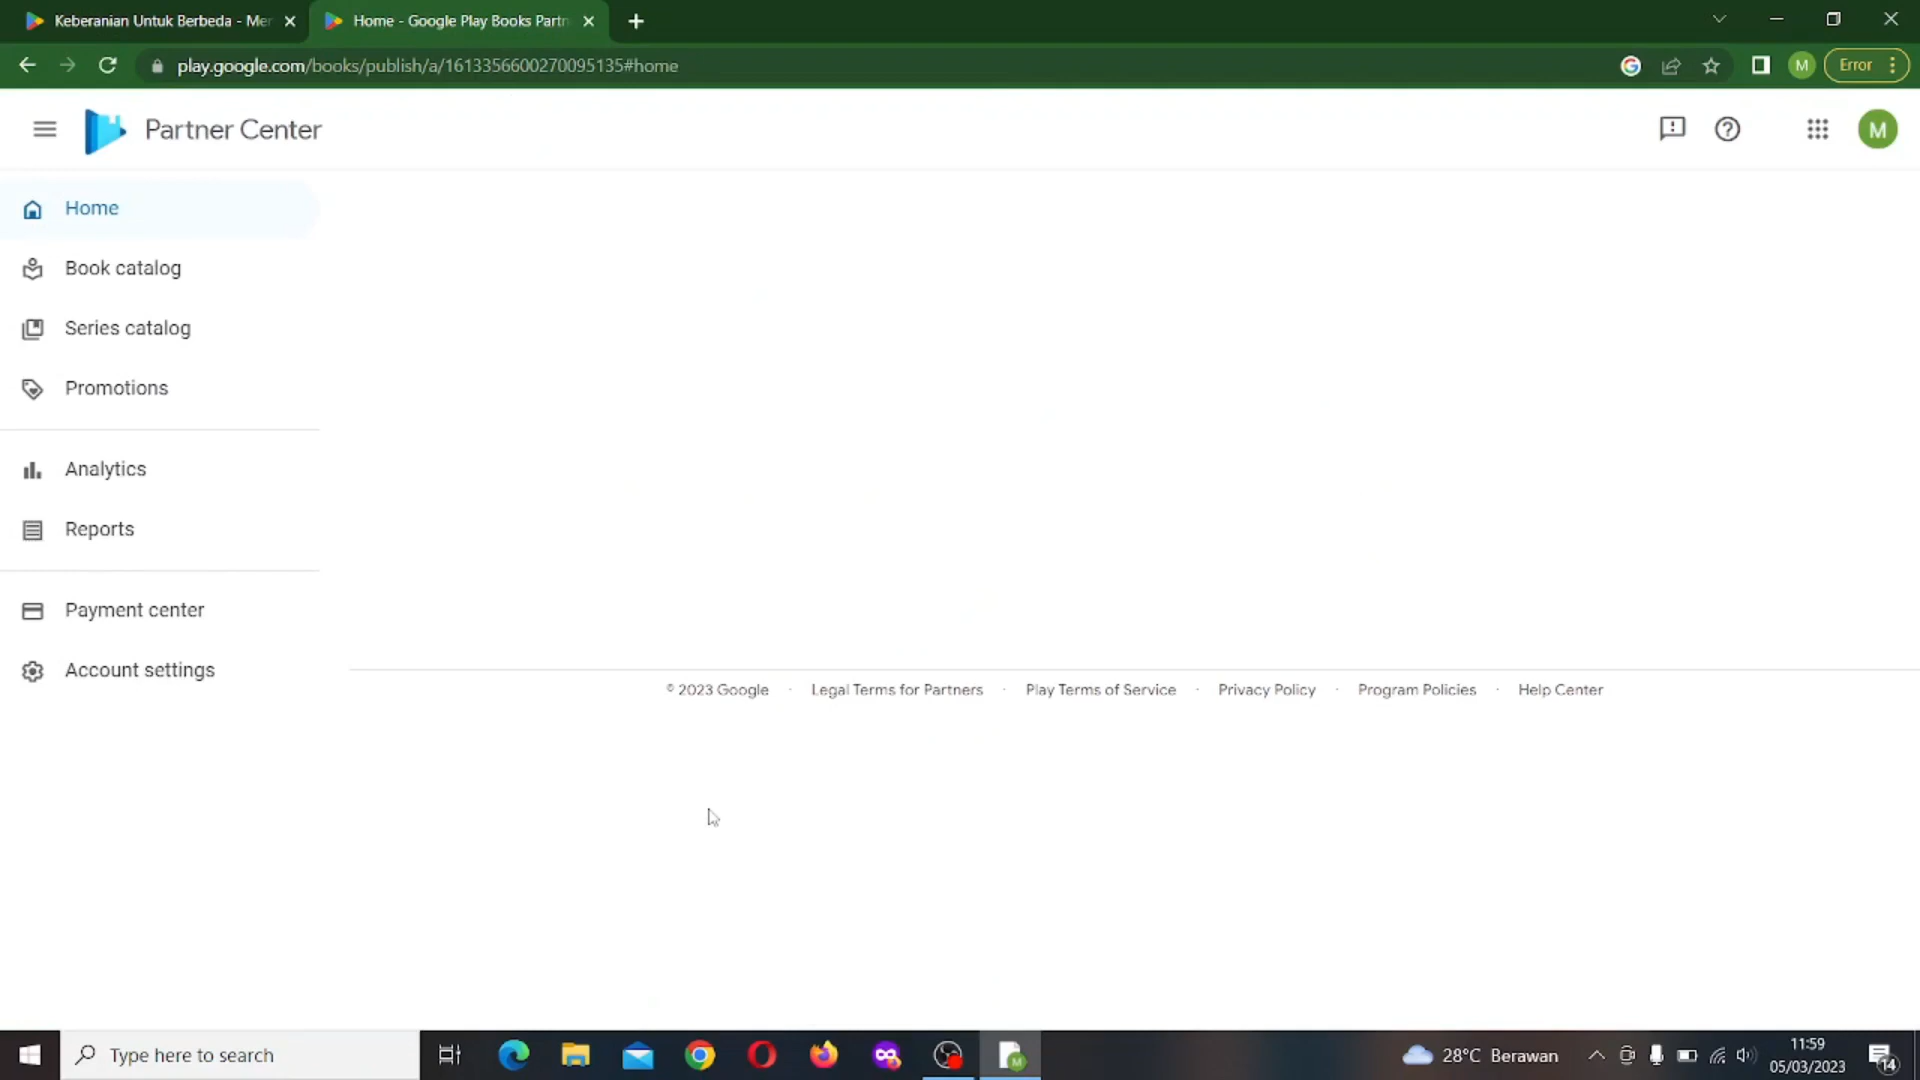 Keberanian Untuk Berbeda - Mer
Home - Google Play Books Partn
play.google.com/books/publish/a/16133566002700951 35#home
M
Error
Partner Center
M
Home
Book catalog
Series catalog
Promotions
Analytics
Reports
Payment center
Account settings
© 2023 Google · Legal Terms for Partners · Play Terms of Service · Privacy Policy · Program Policies · Help Center
Type here to search
28°C Berawan
11:59
05/03/2023
14